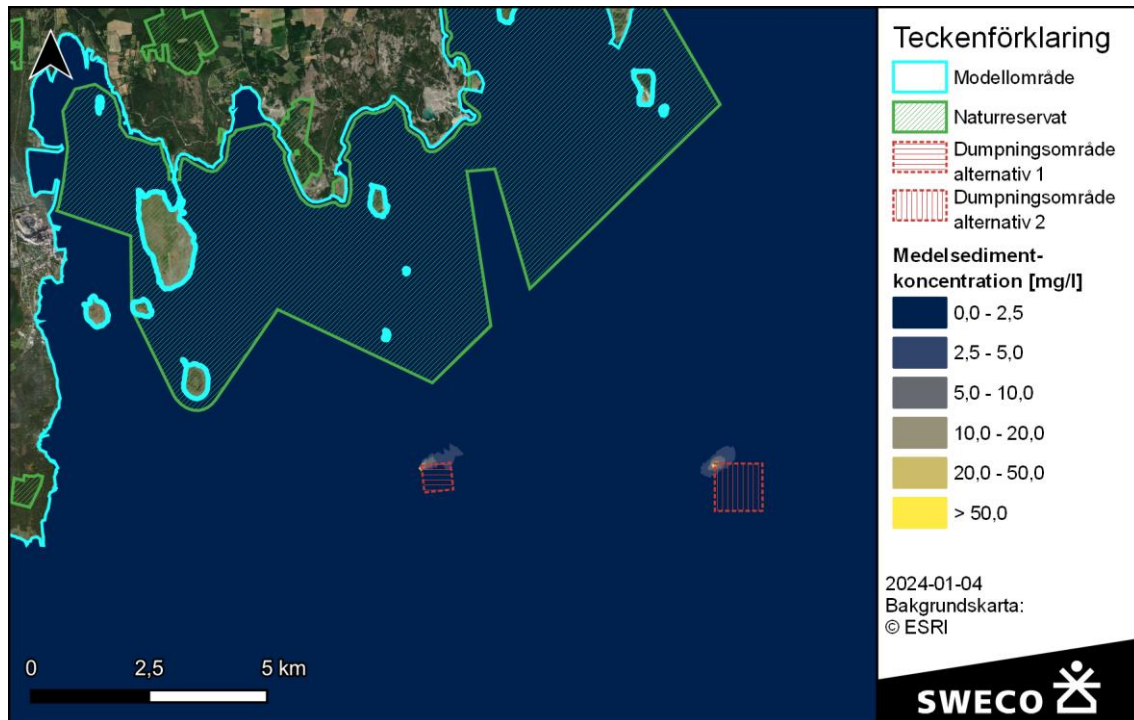 Teckenförklaring
Modellområde
Naturreservat
Dumpningsområde
alternativ 1
Dumpningsområde
alternativ 2
Medelsediment-
koncentration [mg/l]
0,0 - 2,5
2,5 - 5,0
5,0 - 10,0
10,0 - 20,0
20,0 - 50,0
> 50,0
2024-01-04
Bakgrundskarta:
© ESRI
SWECO
0 2,5 5 km